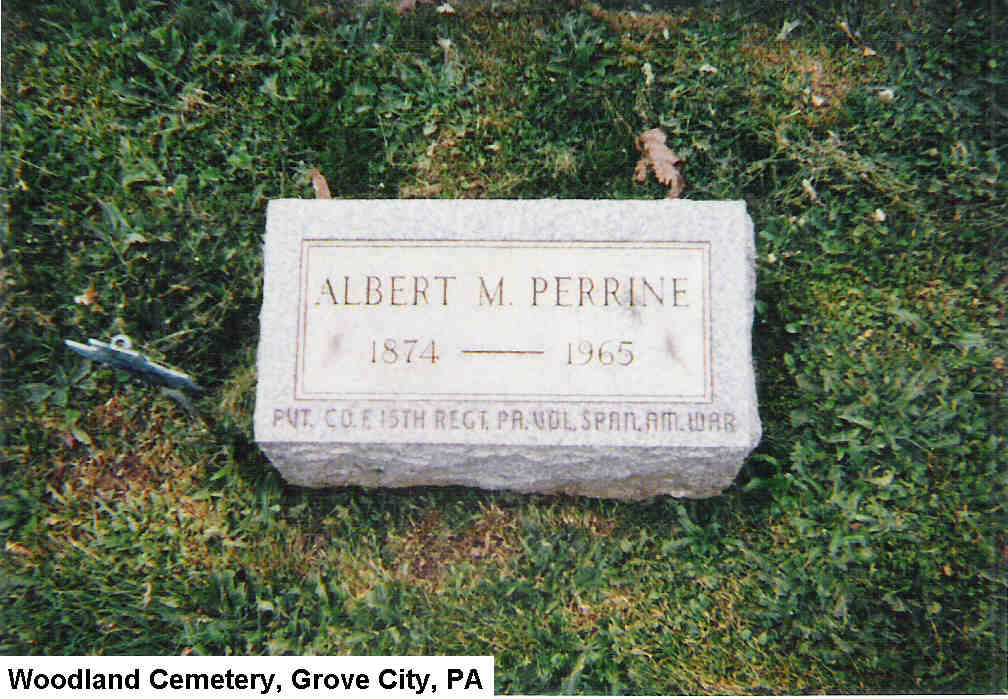 ALBERT M. PERRINE
1874 — 1965
PVT. CO. F. 15TH REGT. PA. VOL. SPAN. AM. WAR
Woodland Cemetery, Grove City, PA